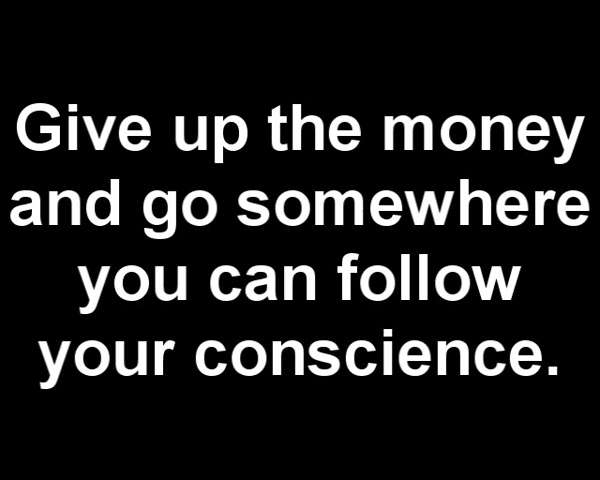 Give up the money
and go somewhere
you can follow
your conscience.